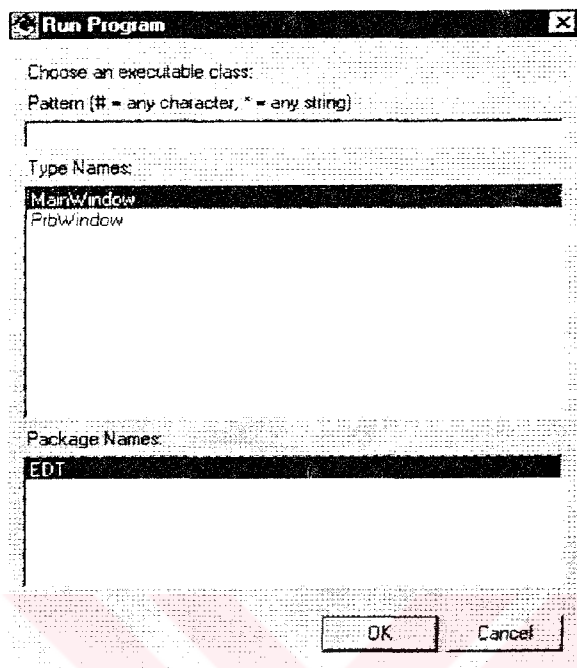 Run Program
Choose an executable class:
Pattern (# = any character, * = any string)
Type Names:
MainWindow
PrbWindow
Package Names:
EDT
OK Cancel